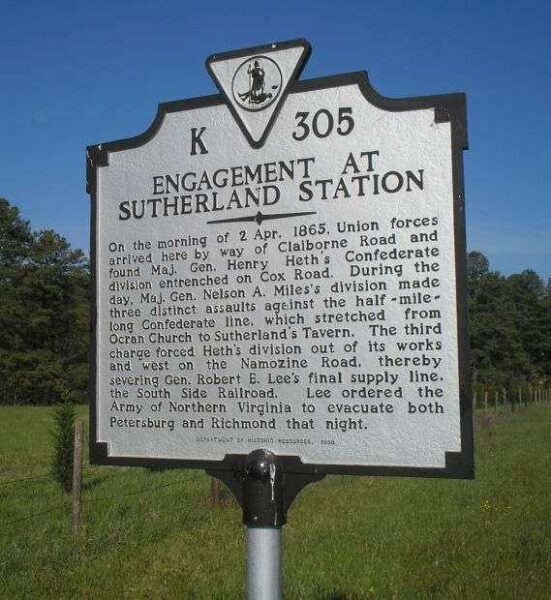 K 305
ENGAGEMENT AT
SUTHERLAND STATION
On the morning of 2 Apr. 1865, Union forces
arrived here by way of Claiborne Road and
found Maj. Gen. Henry Heth's Confederate
division entrenched on Cox Road. During the
day, Maj. Gen. Nelson A. Miles's division made
three distinct assaults against the half-mile-
long Confederate line, which stretched from
Ocran Church to Sutherland's Tavern. The third
charge forced Heth's division out of its works
and west on the Namozine Road, thereby
severing Gen. Robert E. Lee's final supply line,
the South Side Railroad. Lee ordered the
Army of Northern Virginia to evacuate both
Petersburg and Richmond that night.
DEPARTMENT OF HISTORIC RESOURCES,